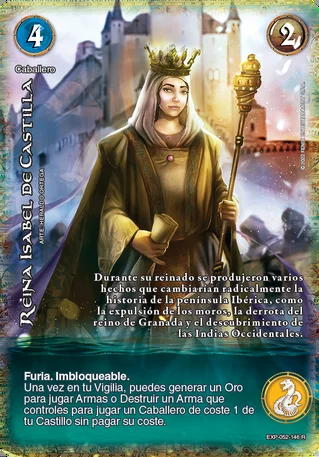 4
2
Caballero
Reina Isabel de Castilla
Durante su reinado se produjeron varios
hechos que cambiarían radicalmente la
historia de la península Ibérica, como
la expulsión de los moros, la derrota del
reino de Granada y el descubrimiento de
las Indias Occidentales.
Furia. Imbloqueable.
Una vez en tu Vigilia, puedes generar un Oro
para jugar Armas o Destruir un Arma que
controles para jugar un Caballero de coste 1 de
tu Castillo sin pagar su coste.
EXP-052-146 R